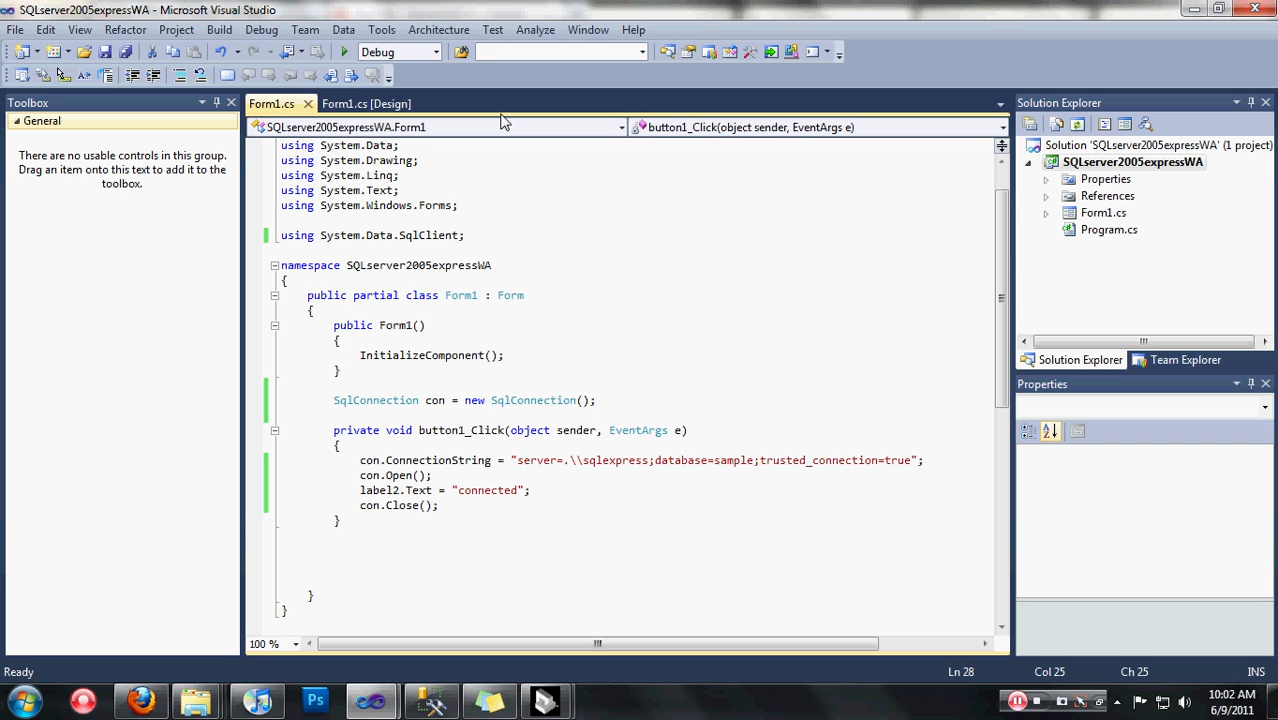 SQLserver2005expressWA - Microsoft Visual Studio
File Edit View Refactor Project Build Debug Team Data Tools Architecture Test Analyze Window Help
Debug
Toolbox
General
There are no usable controls in this group.
Drag an item onto this text to add it to the
toolbox.
Form1.cs
Form1.cs [Design]
SQLserver2005expressWA.Form1
button1_Click(object sender, EventArgs e)
using System.Data;
using System.Drawing;
using System.Linq;
using System.Text;
using System.Windows.Forms;
using System.Data.SqlClient;
namespace SQLserver2005expressWA
{
public partial class Form1 : Form
{
public Form1()
{
InitializeComponent();
}
SqlConnection con = new SqlConnection();
private void button1_Click(object sender, EventArgs e)
{
con.ConnectionString = "server=.\\sqlexpress;database=sample;trusted_connection=true";
con.Open();
label2.Text = "connected";
con.Close();
}
}
}
100 %
Solution Explorer
Solution 'SQLserver2005expressWA' (1 project)
SQLserver2005expressWA
Properties
References
Form1.cs
Program.cs
Solution Explorer
Team Explorer
Properties
Ready
Ln 28
Col 25
Ch 25
INS
Ps
10:02 AM
6/9/2011